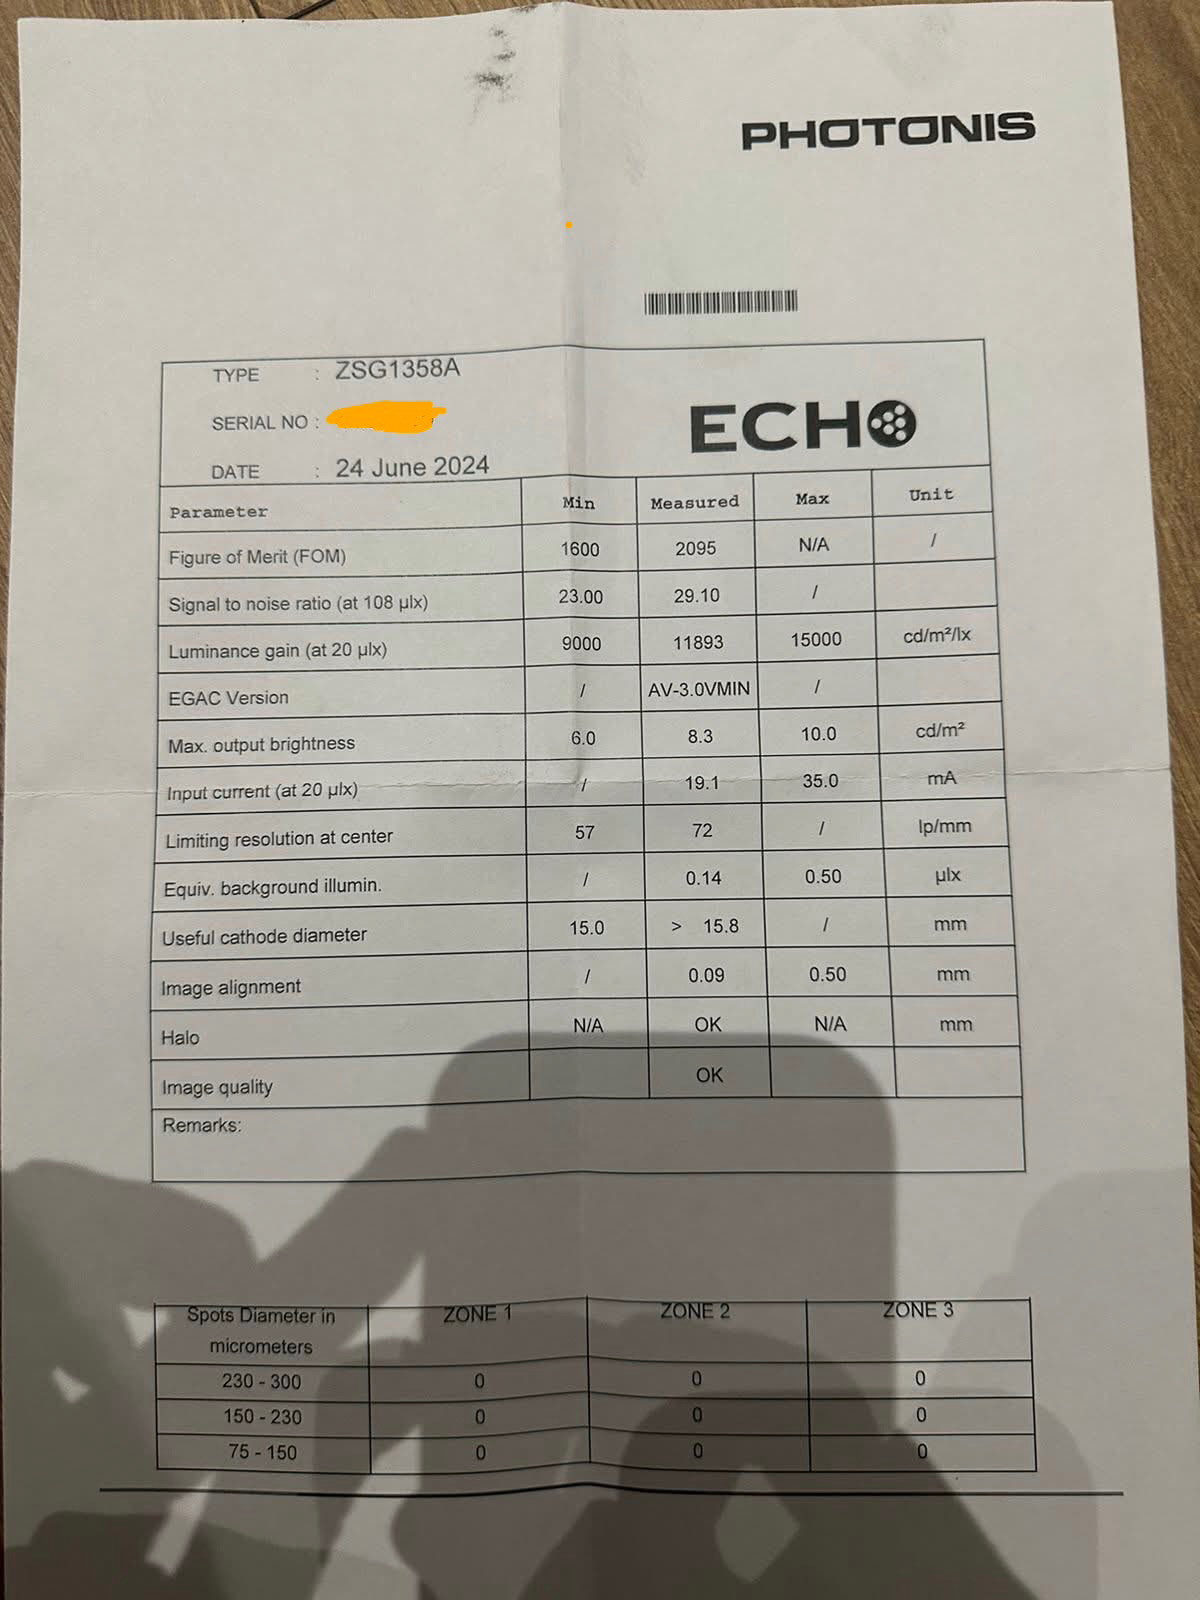 PHOTONIS
TYPE : ZSG1358A
SERIAL NO :
DATE : 24 June 2024
ECHO
Parameter Min Measured Max Unit
Figure of Merit (FOM) 1600 2095 N/A /
Signal to noise ratio (at 108 µlx) 23.00 29.10 /
Luminance gain (at 20 µlx) 9000 11893 15000 cd/m²/lx
EGAC Version / AV-3.0VMIN /
Max. output brightness 6.0 8.3 10.0 cd/m²
Input current (at 20 µlx) / 19.1 35.0 mA
Limiting resolution at center 57 72 / lp/mm
Equiv. background illumin. / 0.14 0.50 µlx
Useful cathode diameter 15.0 > 15.8 / mm
Image alignment / 0.09 0.50 mm
Halo N/A OK N/A mm
Image quality OK
Remarks:
Spots Diameter in micrometers ZONE 1 ZONE 2 ZONE 3
230 - 300 0 0 0
150 - 230 0 0 0
75 - 150 0 0 0